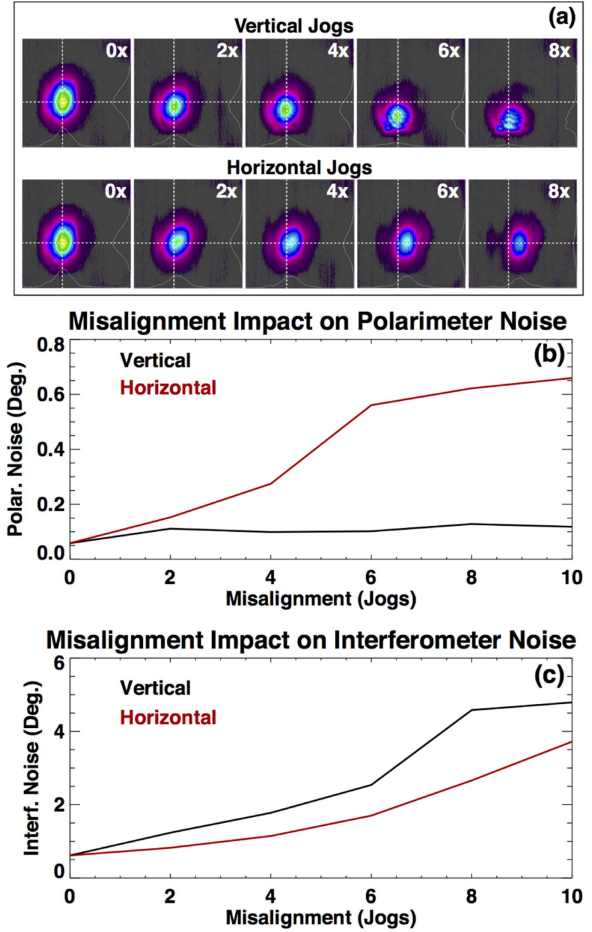 (a)
Vertical Jogs
0x 2x 4x 6x 8x
Horizontal Jogs
0x 2x 4x 6x 8x
Misalignment Impact on Polarimeter Noise
(b)
Vertical
Horizontal
Polar. Noise (Deg.)
0.8
0.6
0.4
0.2
0.0
0 2 4 6 8 10
Misalignment (Jogs)
Misalignment Impact on Interferometer Noise
(c)
Vertical
Horizontal
Interf. Noise (Deg.)
6
4
2
0
0 2 4 6 8 10
Misalignment (Jogs)